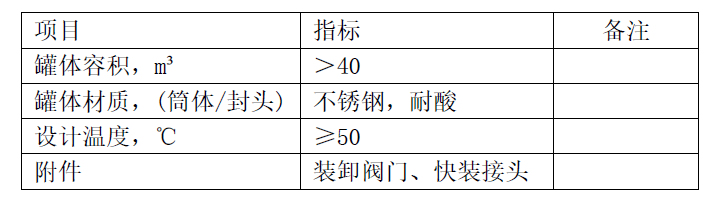 项目 指标 备注
罐体容积，m³ ＞40
罐体材质，(筒体/封头) 不锈钢，耐酸
设计温度，℃ ≥50
附件 装卸阀门、快装接头